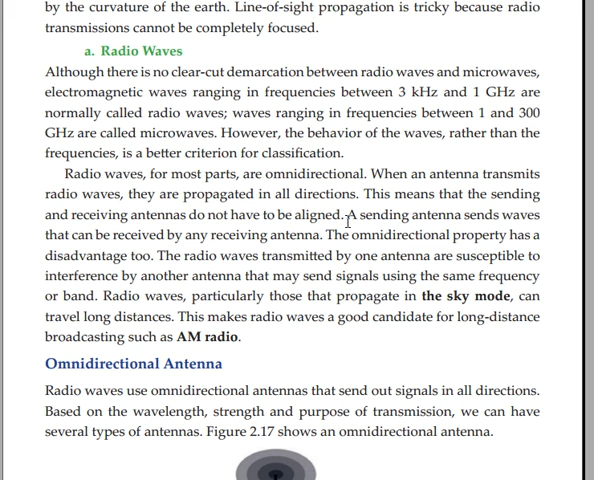 by the curvature of the earth. Line-of-sight propagation is tricky because radio
transmissions cannot be completely focused.
a. Radio Waves
Although there is no clear-cut demarcation between radio waves and microwaves,
electromagnetic waves ranging in frequencies between 3 kHz and 1 GHz are
normally called radio waves; waves ranging in frequencies between 1 and 300
GHz are called microwaves. However, the behavior of the waves, rather than the
frequencies, is a better criterion for classification.
Radio waves, for most parts, are omnidirectional. When an antenna transmits
radio waves, they are propagated in all directions. This means that the sending
and receiving antennas do not have to be aligned. A sending antenna sends waves
that can be received by any receiving antenna. The omnidirectional property has a
disadvantage too. The radio waves transmitted by one antenna are susceptible to
interference by another antenna that may send signals using the same frequency
or band. Radio waves, particularly those that propagate in the sky mode, can
travel long distances. This makes radio waves a good candidate for long-distance
broadcasting such as AM radio.
Omnidirectional Antenna
Radio waves use omnidirectional antennas that send out signals in all directions.
Based on the wavelength, strength and purpose of transmission, we can have
several types of antennas. Figure 2.17 shows an omnidirectional antenna.